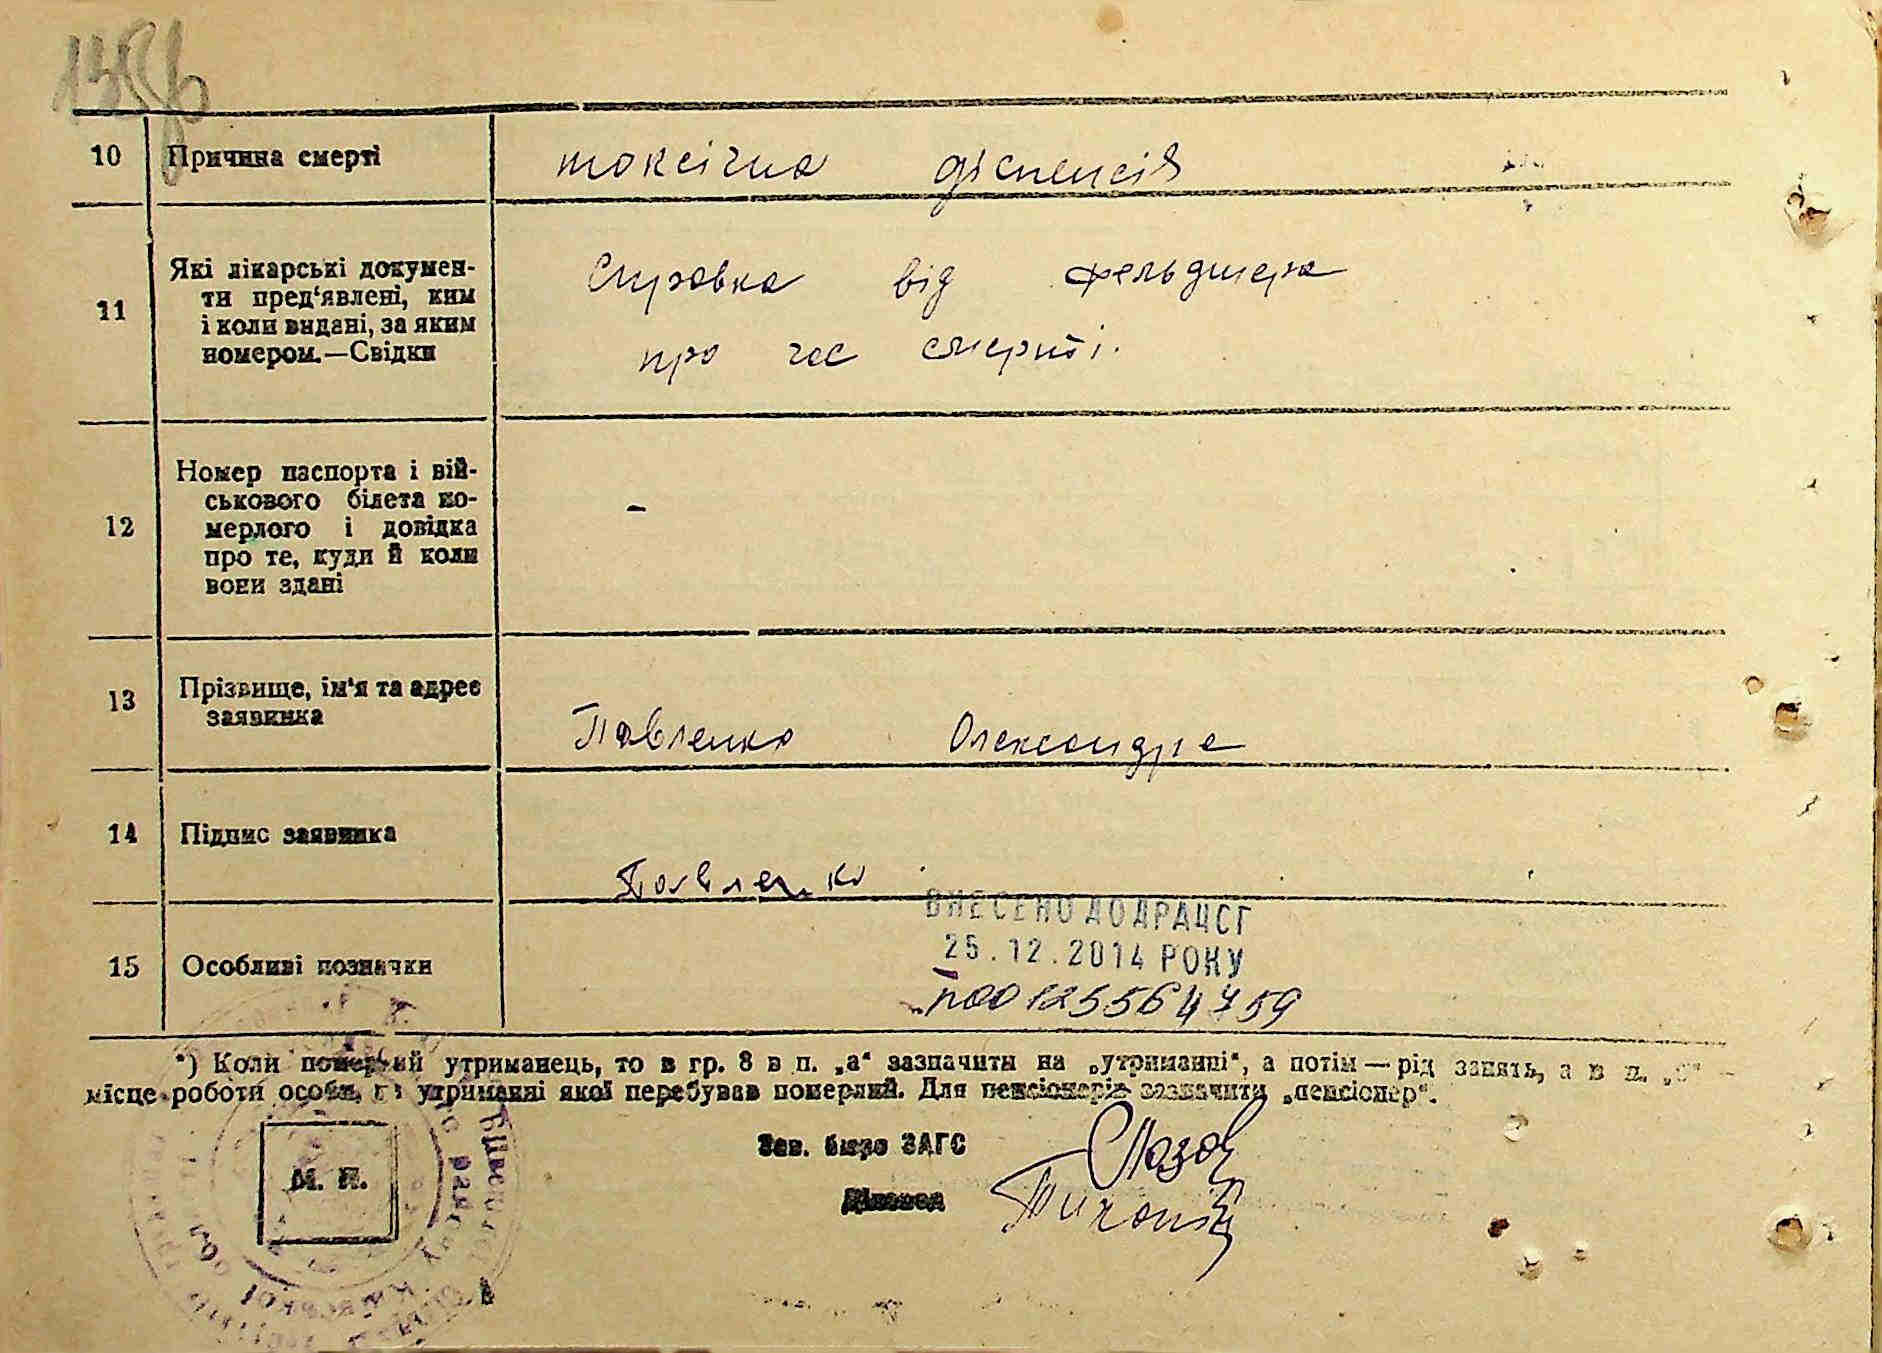 10 Причина смерті токсічна діспепсія
11 Які лікарські докумен-
ти пред‘явлені, ким
і коли видані, за яким
номером.—Свідки
Справка від фельдшера
про час смерті.
12 Номер паспорта і вій-
ськового білета по-
мерлого і довідка
про те, куди й коли
вони здані
-
13 Прізвище, ім‘я та адрес
заявника
Павленко Олександра
14 Підпис заявника
Павленко
15 Особливі позначки
ВНЕСЕНО ДО ДРАЦСГ
25.12.2014 РОКУ
*) Коли померлий утриманець, то в гр. 8 в п. „а“ зазначити на „утриманні“, а потім — рід занять, а в п. „б“ —
місце роботи особи, на утриманні якої перебував померлий. Для пенсіонерів зазначити „пенсіонер“.
Зав. бюро ЗАГС
М. П.
Діловод